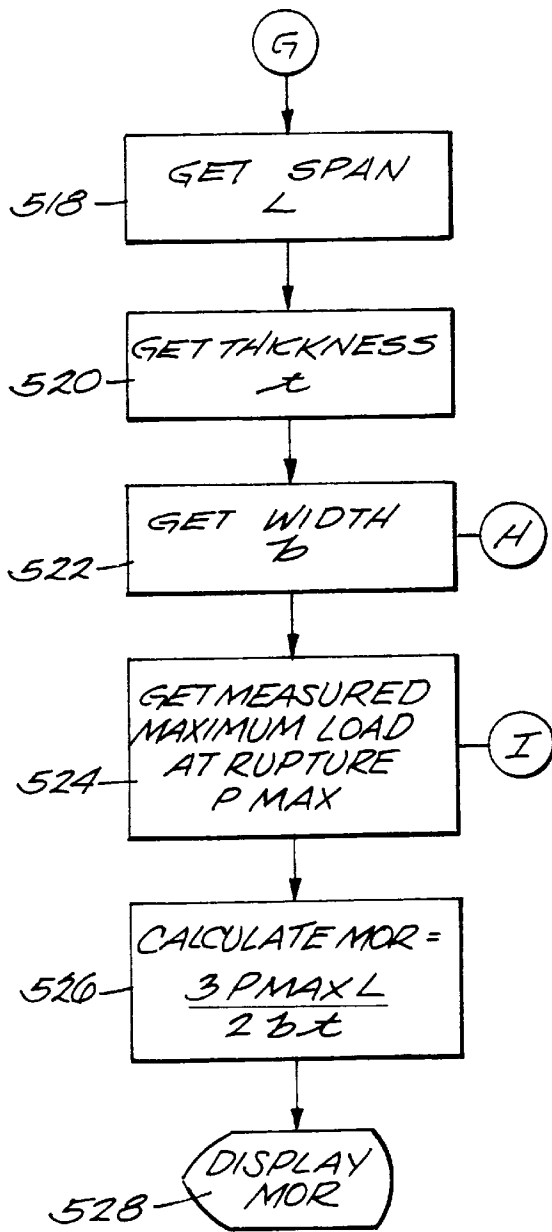 G
GET SPAN
L
518
GET THICKNESS
t
520
GET WIDTH
b
522
H
GET MEASURED
MAXIMUM LOAD
AT RUPTURE
P MAX
524
I
CALCULATE MOR =
3 PMAX L
2 b t
526
DISPLAY
MOR
528